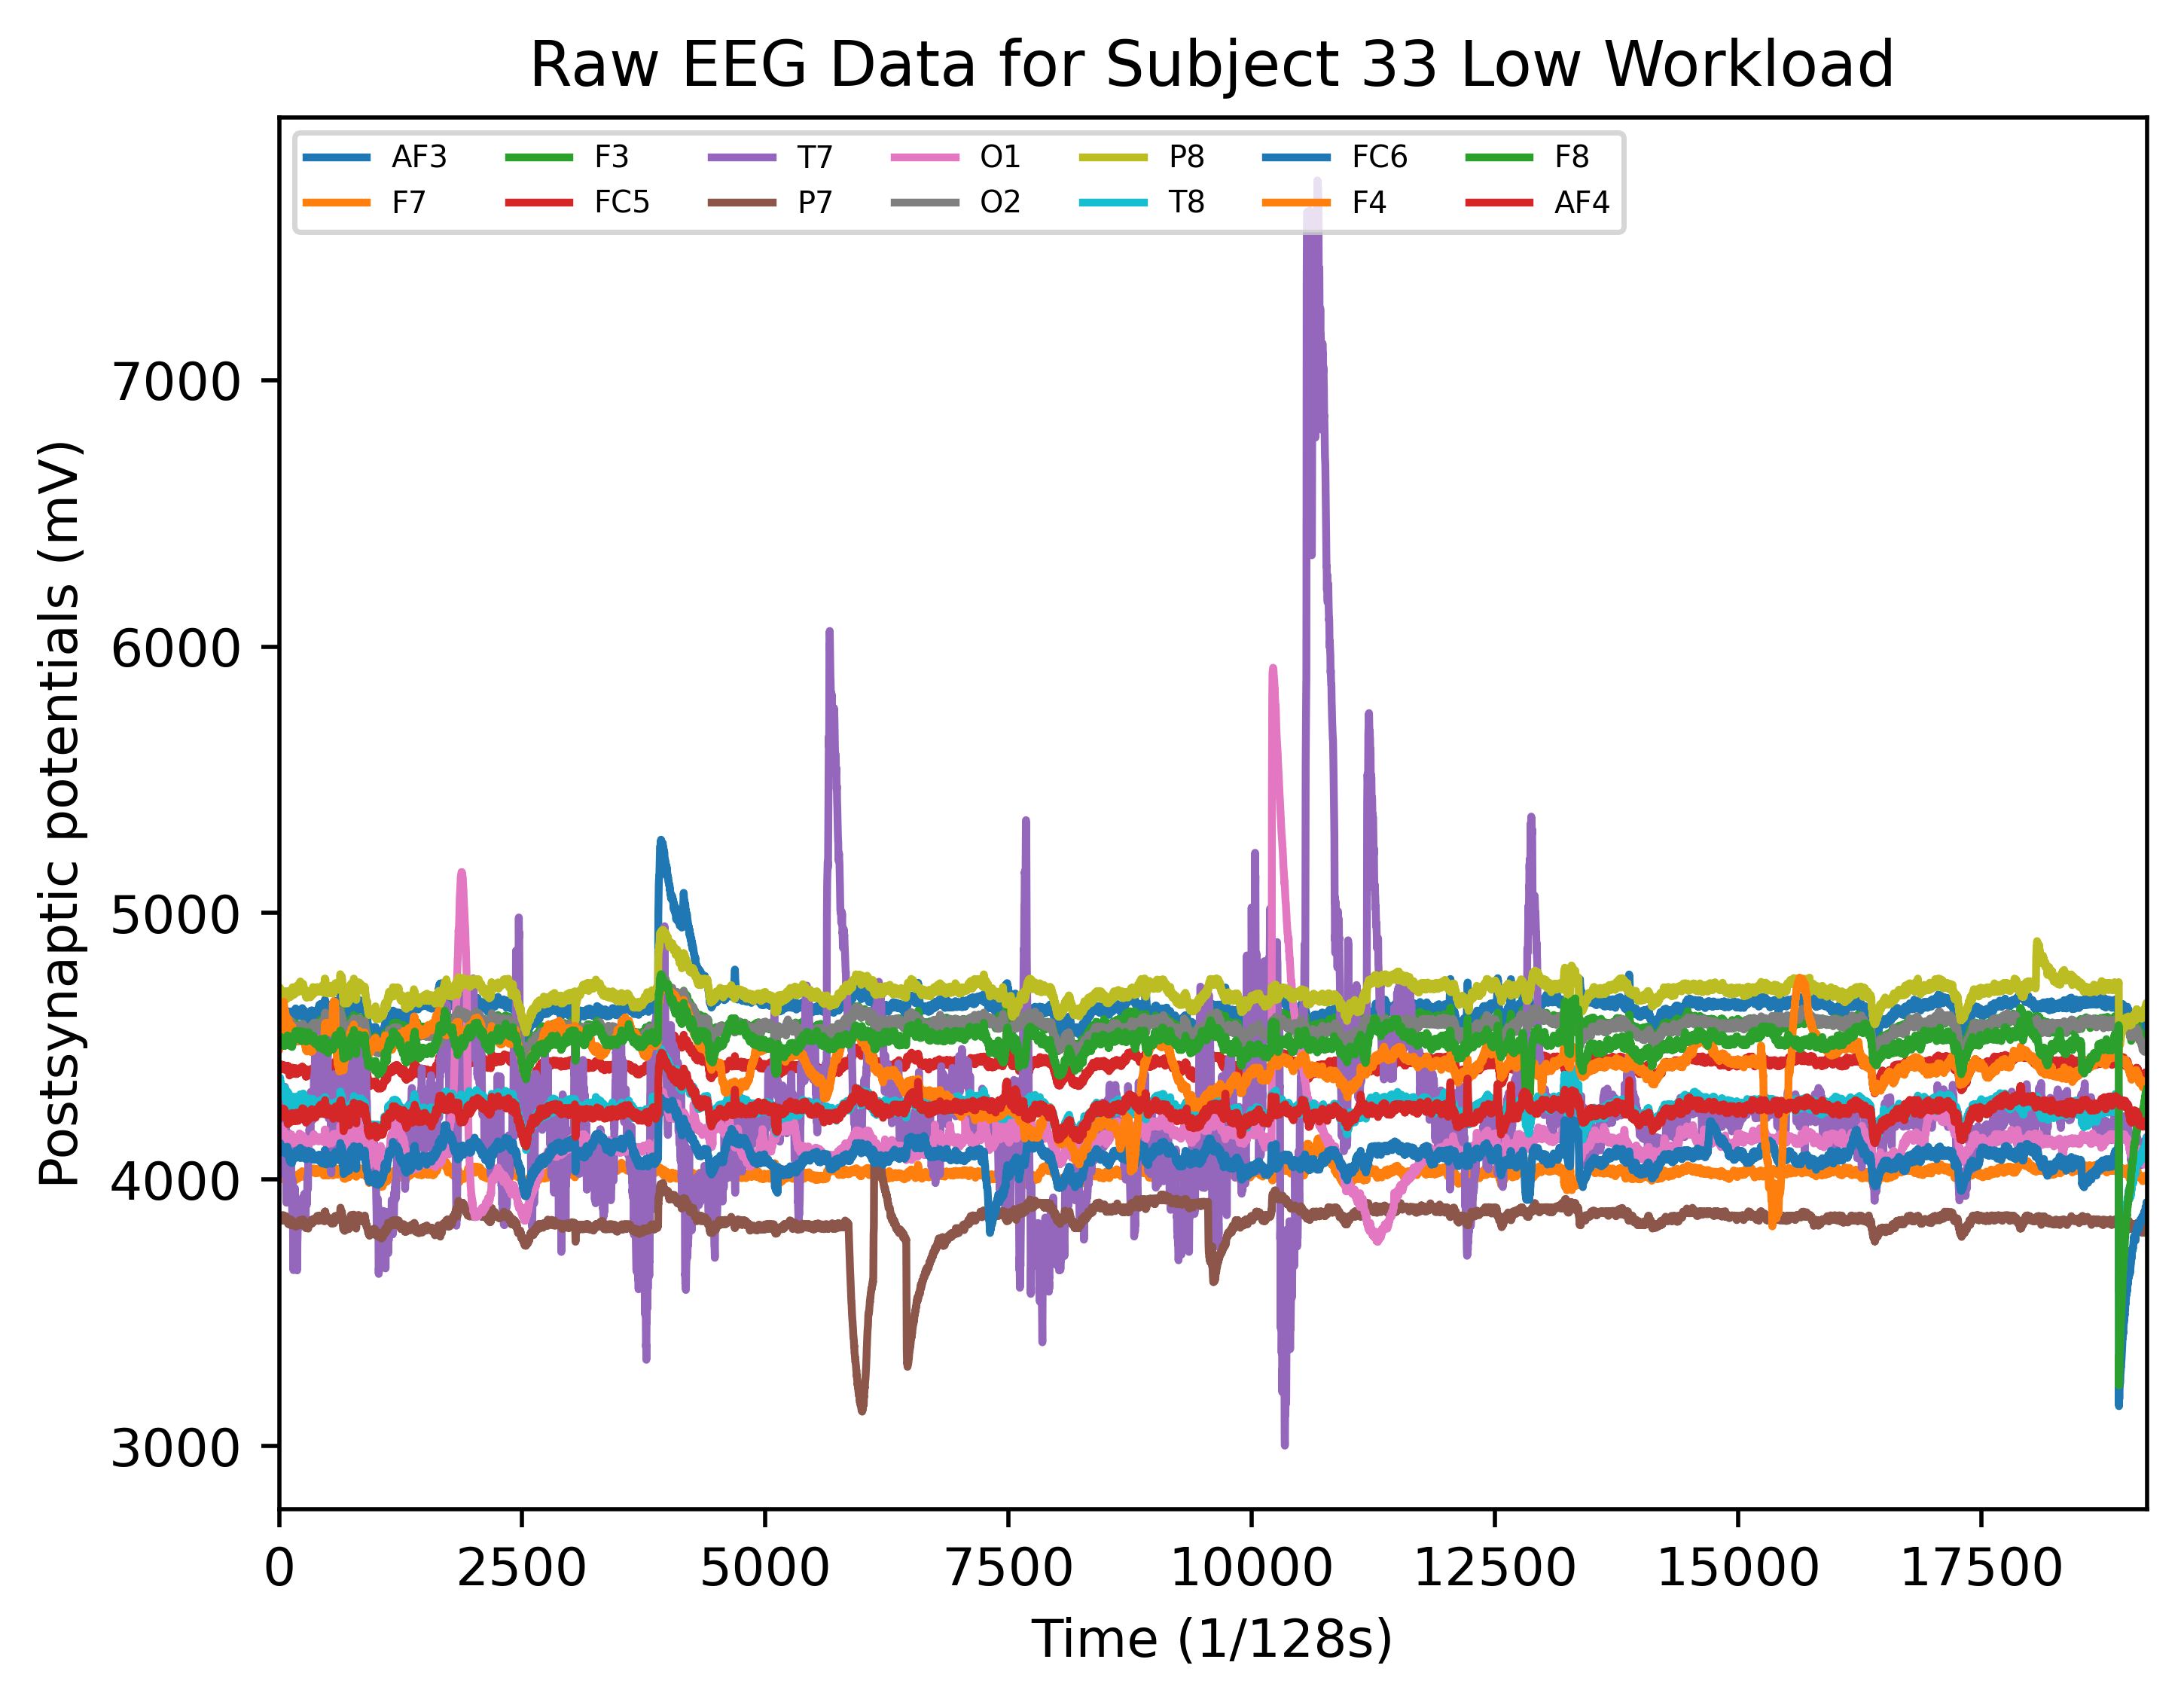 Raw EEG Data for Subject 33 Low Workload
AF3 F3 T7 O1 P8 FC6 F8
F7 FC5 P7 O2 T8 F4 AF4
7000
6000
5000
4000
3000
Postsynaptic potentials (mV)
0 2500 5000 7500 10000 12500 15000 17500
Time (1/128s)